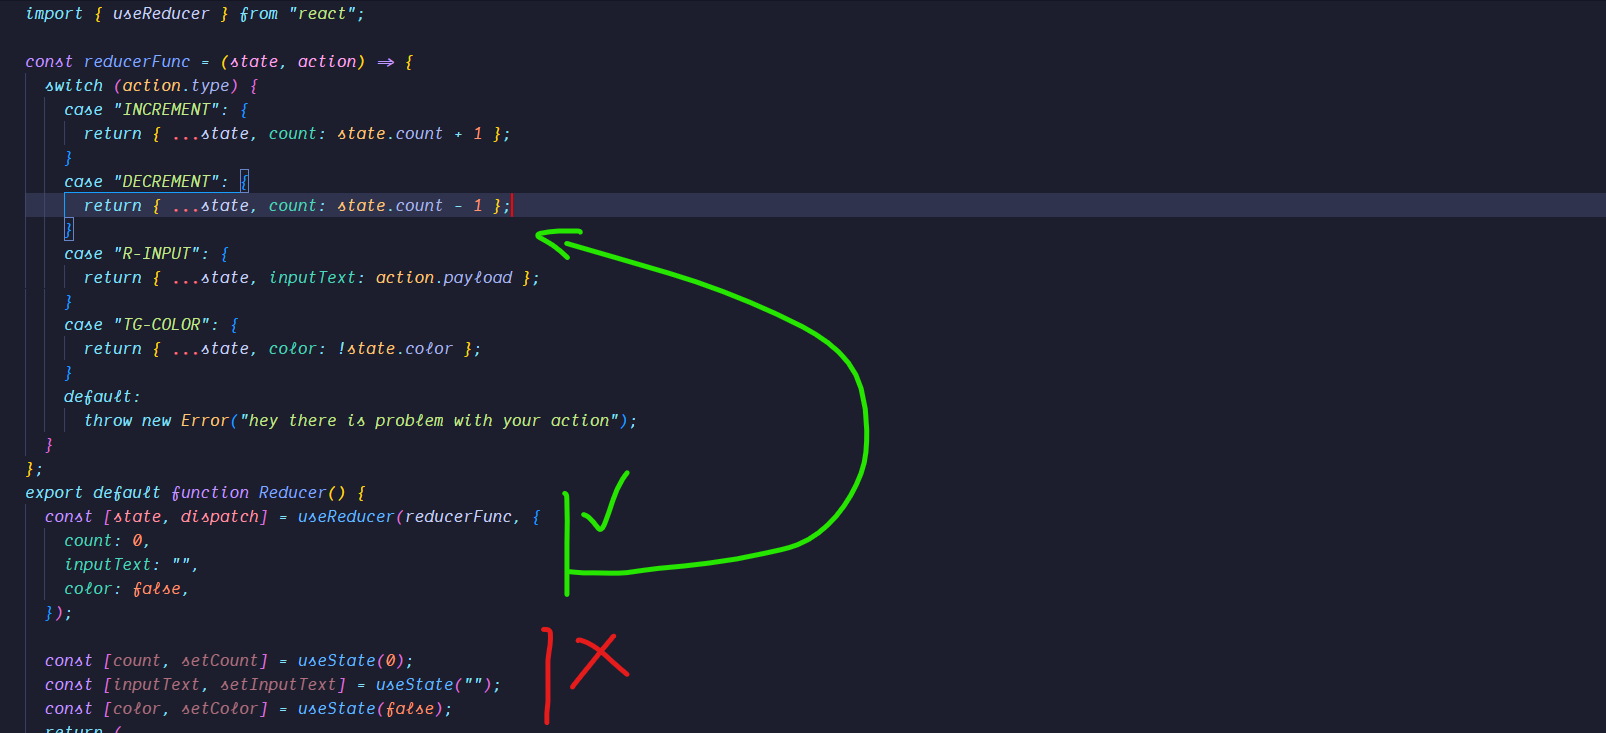 import { useReducer } from "react";
const reducerFunc = (state, action) => {
switch (action.type) {
case "INCREMENT": {
return { ...state, count: state.count + 1 };
}
case "DECREMENT": {
return { ...state, count: state.count - 1 };
}
case "R-INPUT": {
return { ...state, inputText: action.payload };
}
case "TG-COLOR": {
return { ...state, color: !state.color };
}
default:
throw new Error("hey there is problem with your action");
}
};
export default function Reducer() {
const [state, dispatch] = useReducer(reducerFunc, {
count: 0,
inputText: "",
color: false,
});
const [count, setCount] = useState(0);
const [inputText, setInputText] = useState("");
const [color, setColor] = useState(false);
return (